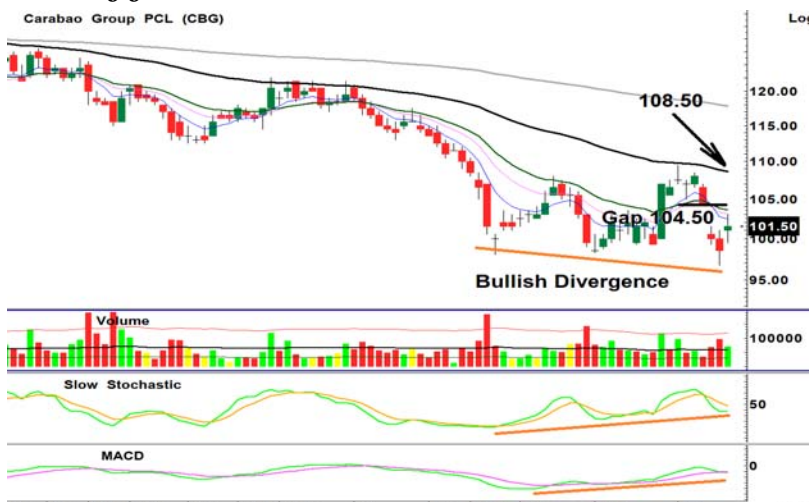 Carabao Group PCL (CBG)
Log
120.00
108.50
115.00
110.00
105.00
Gap 104.50
101.50
100.00
Bullish Divergence
95.00
Volume
100000
Slow Stochastic
50
MACD
0